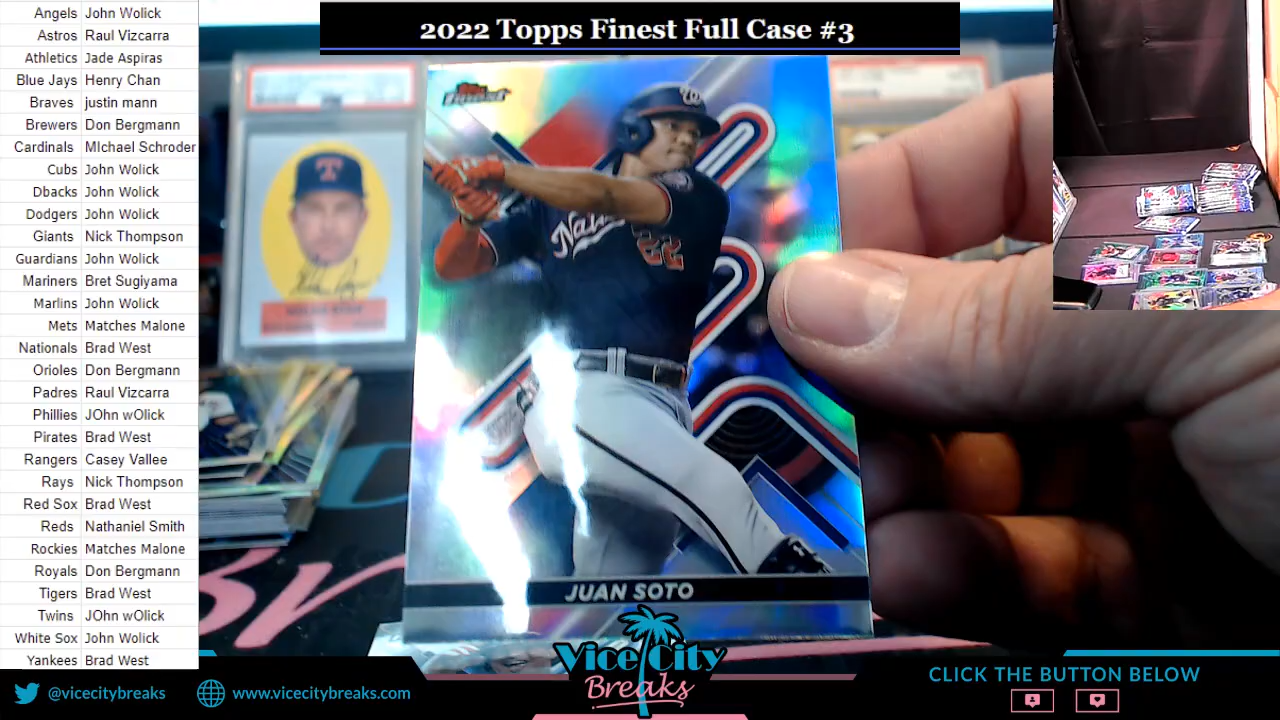 2022 Topps Finest Full Case #3
Angels John Wolick
Astros Raul Vizcarra
Athletics Jade Aspiras
Blue Jays Henry Chan
Braves justin mann
Brewers Don Bergmann
Cardinals MIchael Schroder
Cubs John Wolick
Dbacks John Wolick
Dodgers John Wolick
Giants Nick Thompson
Guardians John Wolick
Mariners Bret Sugiyama
Marlins John Wolick
Mets Matches Malone
Nationals Brad West
Orioles Don Bergmann
Padres Raul Vizcarra
Phillies JOhn wOlick
Pirates Brad West
Rangers Casey Vallee
Rays Nick Thompson
Red Sox Brad West
Reds Nathaniel Smith
Rockies Matches Malone
Royals Don Bergmann
Tigers Brad West
Twins JOhn wOlick
White Sox John Wolick
Yankees Brad West
Topps
Finest
W
Nati
22
JUAN SOTO
T
Vice City
Breaks
@vicecitybreaks
www.vicecitybreaks.com
CLICK THE BUTTON BELOW